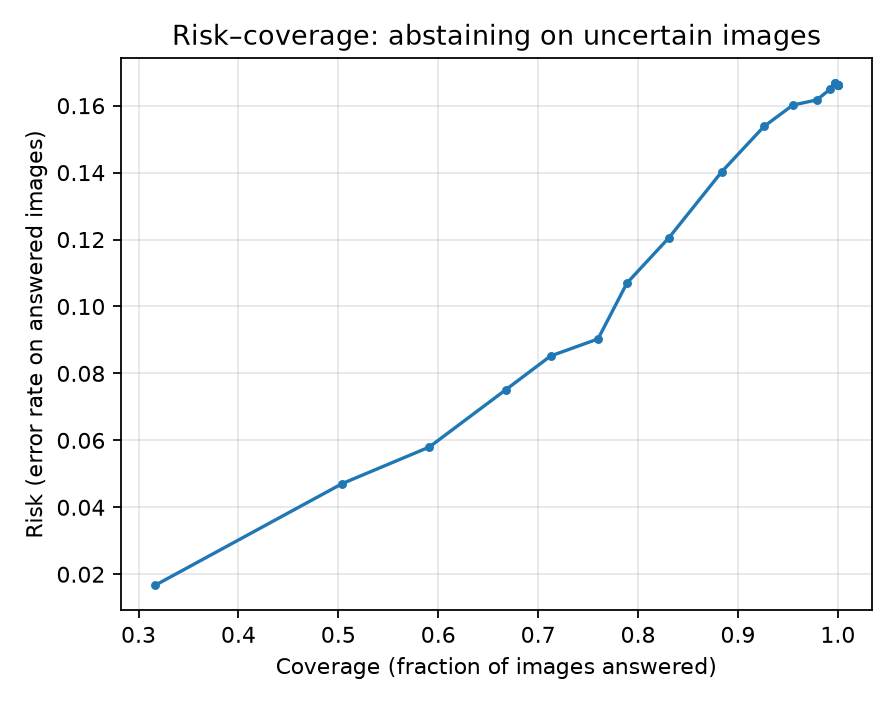 Risk–coverage: abstaining on uncertain images
Risk (error rate on answered images)
0.16
0.14
0.12
0.10
0.08
0.06
0.04
0.02
0.3 0.4 0.5 0.6 0.7 0.8 0.9 1.0
Coverage (fraction of images answered)